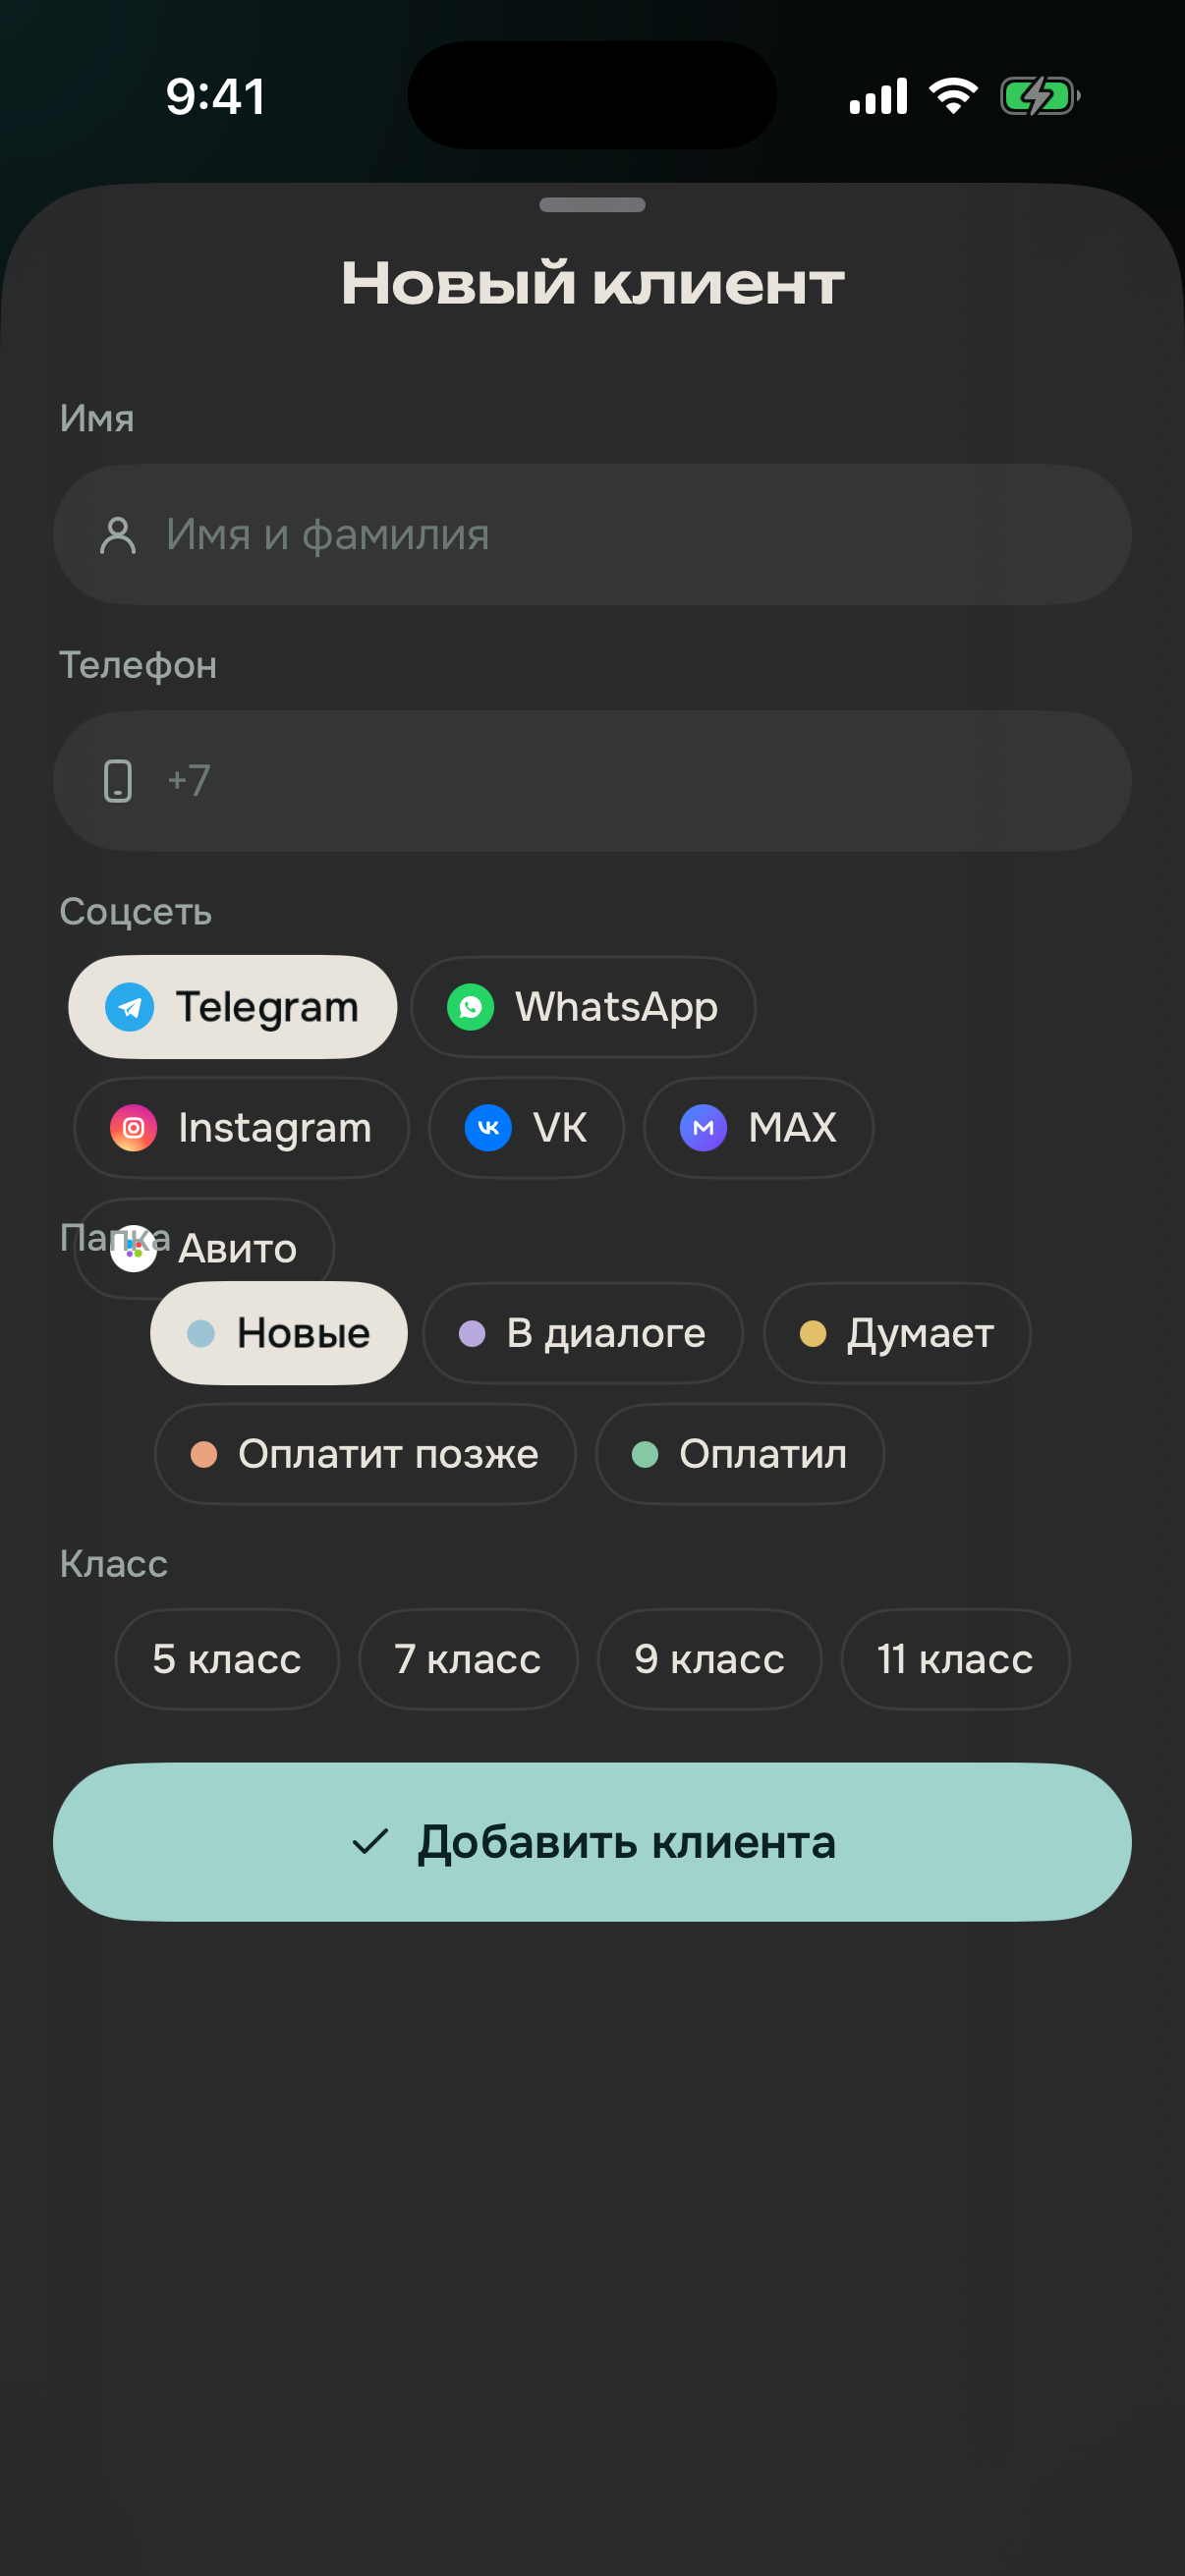 9:41
Новый клиент
Имя
Имя и фамилия
Телефон
+7
Соцсеть
Telegram WhatsApp
Instagram VK MAX
Папка
Авито
Новые В диалоге Думает
Оплатит позже Оплатил
Класс
5 класс 7 класс 9 класс 11 класс
Добавить клиента